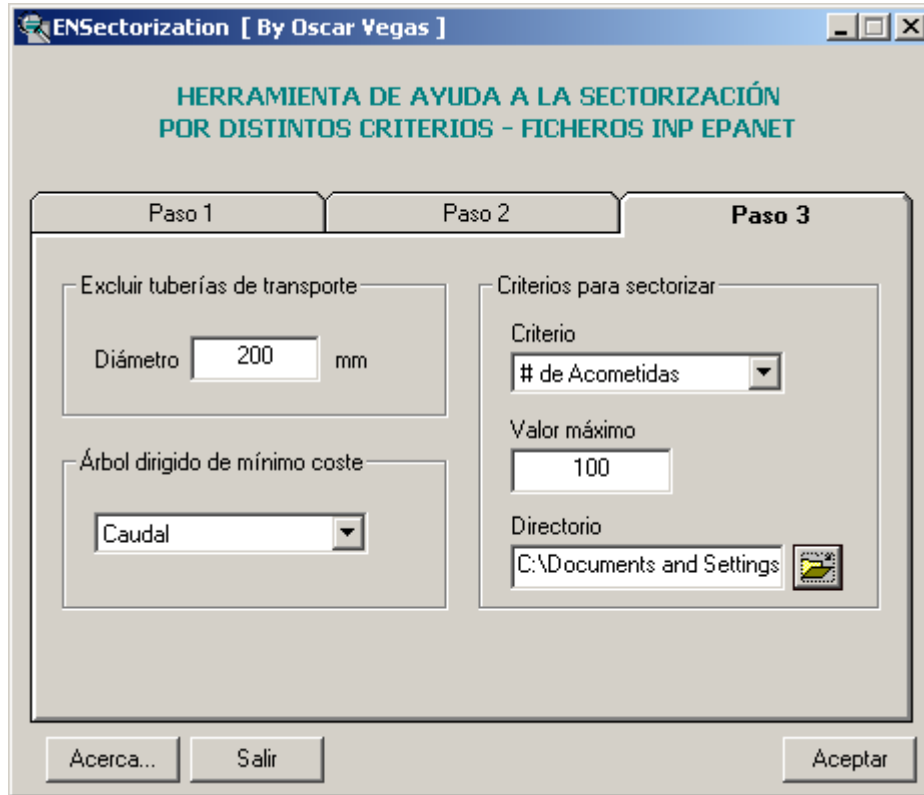 ENSectorization [ By Oscar Vegas ]
HERRAMIENTA DE AYUDA A LA SECTORIZACIÓN
POR DISTINTOS CRITERIOS - FICHEROS INP EPANET
Paso 1
Paso 2
Paso 3
Excluir tuberías de transporte
Diámetro 200 mm
Árbol dirigido de mínimo coste
Caudal
Criterios para sectorizar
Criterio
# de Acometidas
Valor máximo
100
Directorio
C:\Documents and Settings
Acerca...
Salir
Aceptar